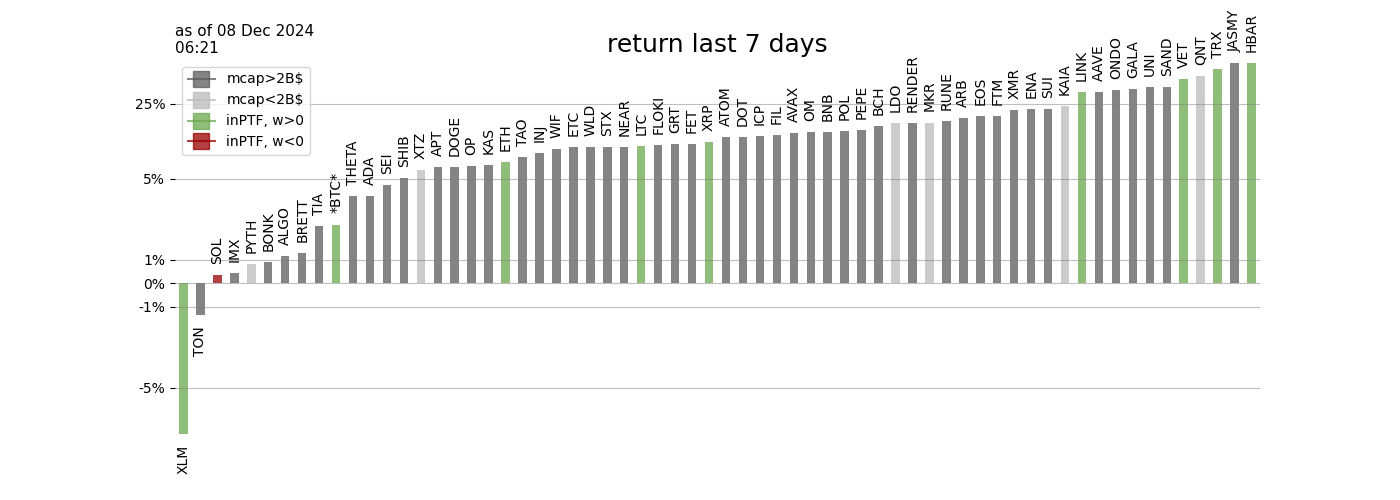 as of 08 Dec 2024
06:21
return last 7 days
mcap>2B$
mcap<2B$
inPTF, w>0
inPTF, w<0
25%
5%
1%
0%
-1%
-5%
XLM
TON
SOL
IMX
PYTH
BONK
ALGO
BRETT
TIA
*BTC*
THETA
ADA
SEI
SHIB
XTZ
APT
DOGE
OP
KAS
ETH
TAO
INJ
WIF
ETC
WLD
STX
NEAR
LTC
FLOKI
GRT
FET
XRP
ATOM
DOT
ICP
FIL
AVAX
OM
BNB
POL
PEPE
BCH
LDO
RENDER
MKR
RUNE
ARB
EOS
FTM
XMR
ENA
SUI
KAIA
LINK
AAVE
ONDO
GALA
UNI
SAND
VET
QNT
TRX
JASMY
HBAR